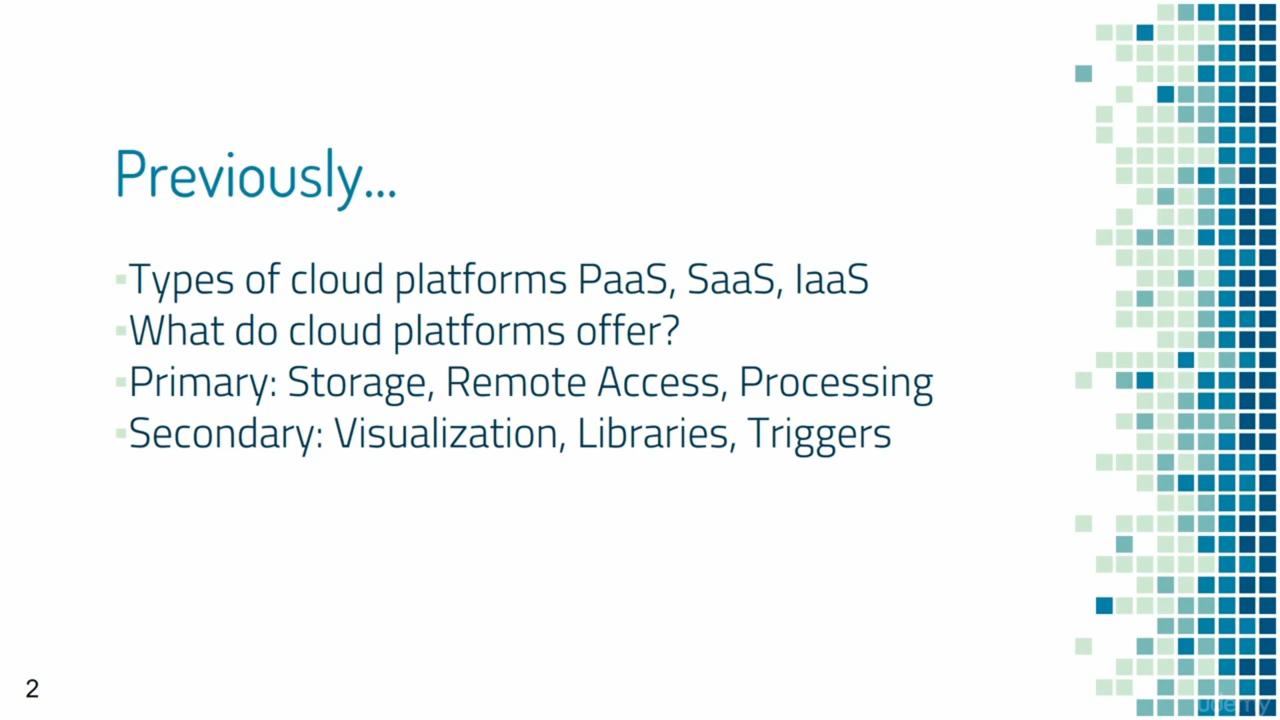 Previously...
▪Types of cloud platforms PaaS, SaaS, IaaS
▪What do cloud platforms offer?
▪Primary: Storage, Remote Access, Processing
▪Secondary: Visualization, Libraries, Triggers
2
udemy